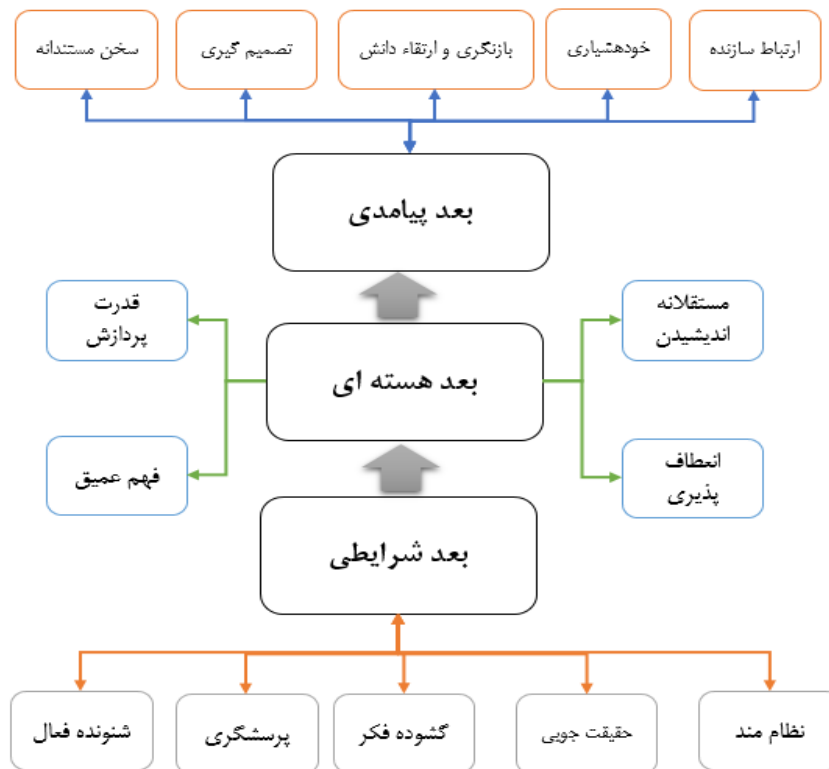 ارتباط سازنده
خودهشیاری
بازنگری و ارتقاء دانش
تصمیم گیری
سخن مستندانه
بعد پیامدی
مستقلانه
اندیشیدن
قدرت
پردازش
بعد هسته ای
انعطاف
پذیری
فهم عمیق
بعد شرایطی
نظام مند
حقیقت جویی
گشوده فکر
پرسشگری
شنونده فعال